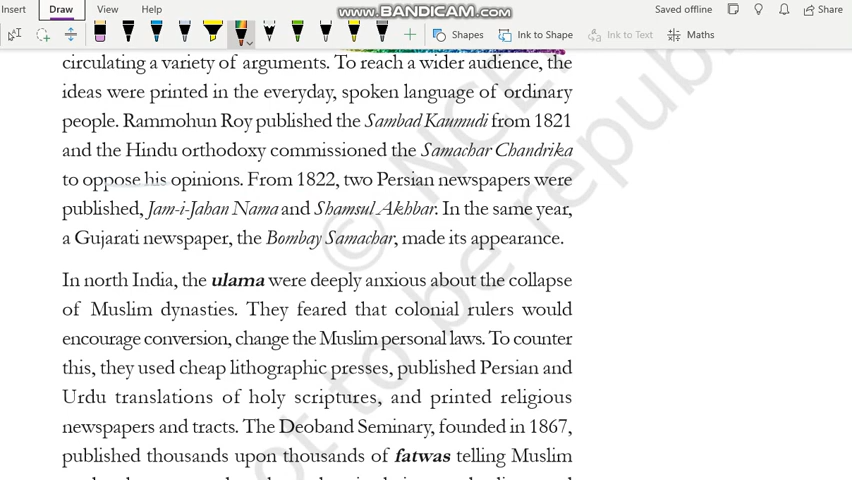 WWW.BANDICAM.COM
Insert Draw View Saved offline Share
Shapes Ink to Shape Ink to Text Maths
circulating a variety of arguments. To reach a wider audience, the
ideas were printed in the everyday, spoken language of ordinary
people. Rammohun Roy published the Sambad Kaumudi from 1821
and the Hindu orthodoxy commissioned the Samachar Chandrika
to oppose his opinions. From 1822, two Persian newspapers were
published, Jam-i-Jahan Nama and Shamsul Akhbar. In the same year,
a Gujarati newspaper, the Bombay Samachar, made its appearance.
In north India, the ulama were deeply anxious about the collapse
of Muslim dynasties. They feared that colonial rulers would
encourage conversion, change the Muslim personal laws. To counter
this, they used cheap lithographic presses, published Persian and
Urdu translations of holy scriptures, and printed religious
newspapers and tracts. The Deoband Seminary, founded in 1867,
published thousands upon thousands of fatwas telling Muslim
© NCE
not to be republi